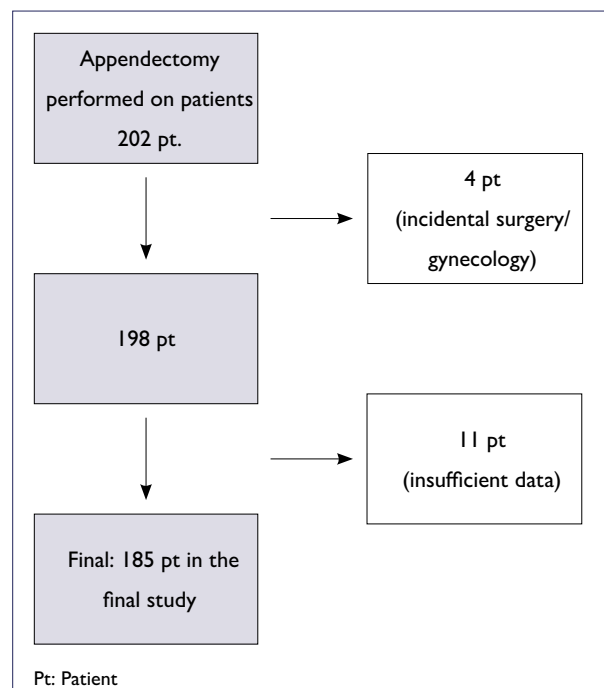 Appendectomy
performed on patients
202 pt.
4 pt
(incidental surgery/
gynecology)
198 pt
11 pt
(insufficient data)
Final: 185 pt in the
final study
Pt: Patient